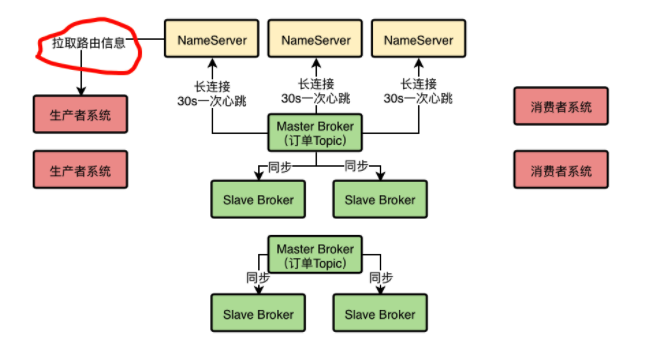 拉取路由信息
NameServer
NameServer
NameServer
长连接
30s一次心跳
长连接
30s一次心跳
长连接
30s一次心跳
生产者系统
消费者系统
Master Broker
（订单Topic）
同步
同步
生产者系统
消费者系统
Slave Broker
Slave Broker
Master Broker
（订单Topic）
同步
同步
Slave Broker
Slave Broker